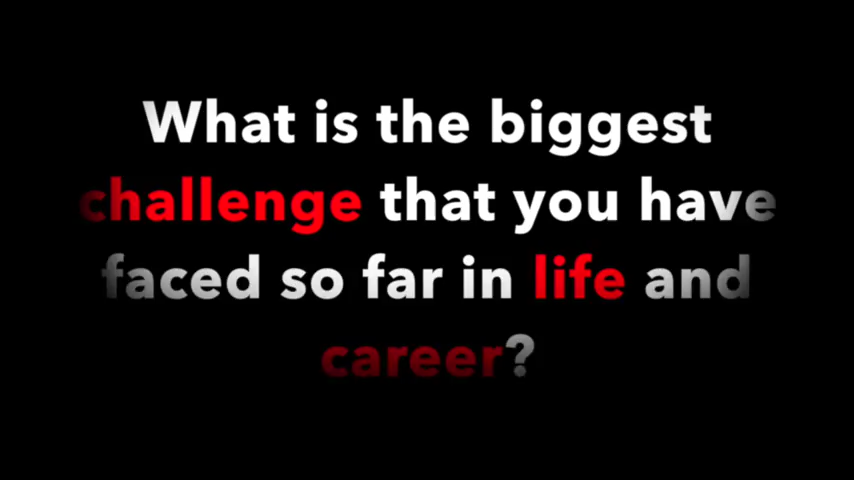 What is the biggest
challenge that you have
faced so far in life and
career?